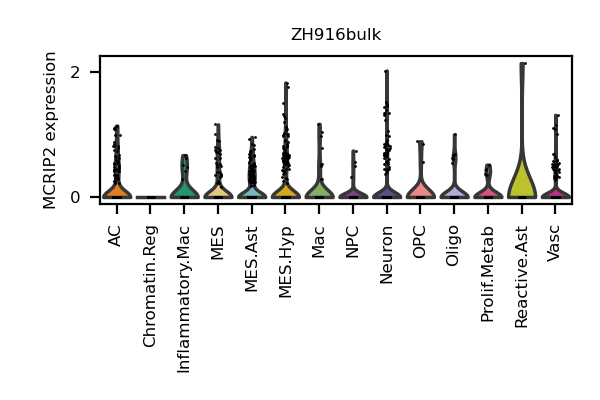 ZH916bulk
MCRIP2 expression
2
0
AC
Chromatin.Reg
Inflammatory.Mac
MES
MES.Ast
MES.Hyp
Mac
NPC
Neuron
OPC
Oligo
Prolif.Metab
Reactive.Ast
Vasc